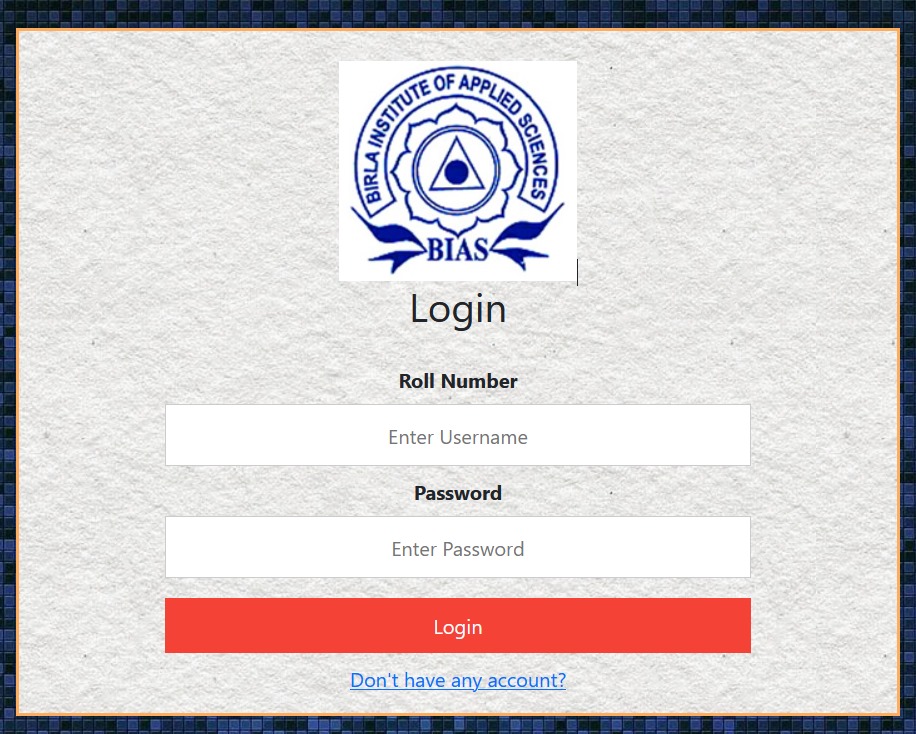 BIRLA INSTITUTE OF APPLIED SCIENCES
BIAS
Login
Roll Number
Enter Username
Password
Enter Password
Login
Don't have any account?